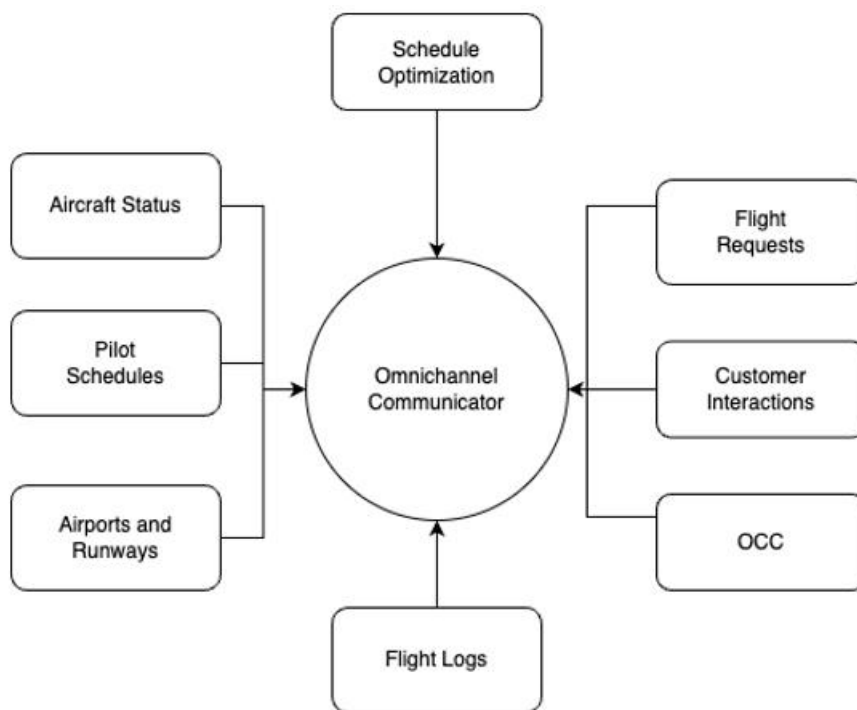 Schedule
Optimization
Aircraft Status
Flight
Requests
Pilot
Schedules
Omnichannel
Communicator
Customer
Interactions
Airports and
Runways
OCC
Flight Logs